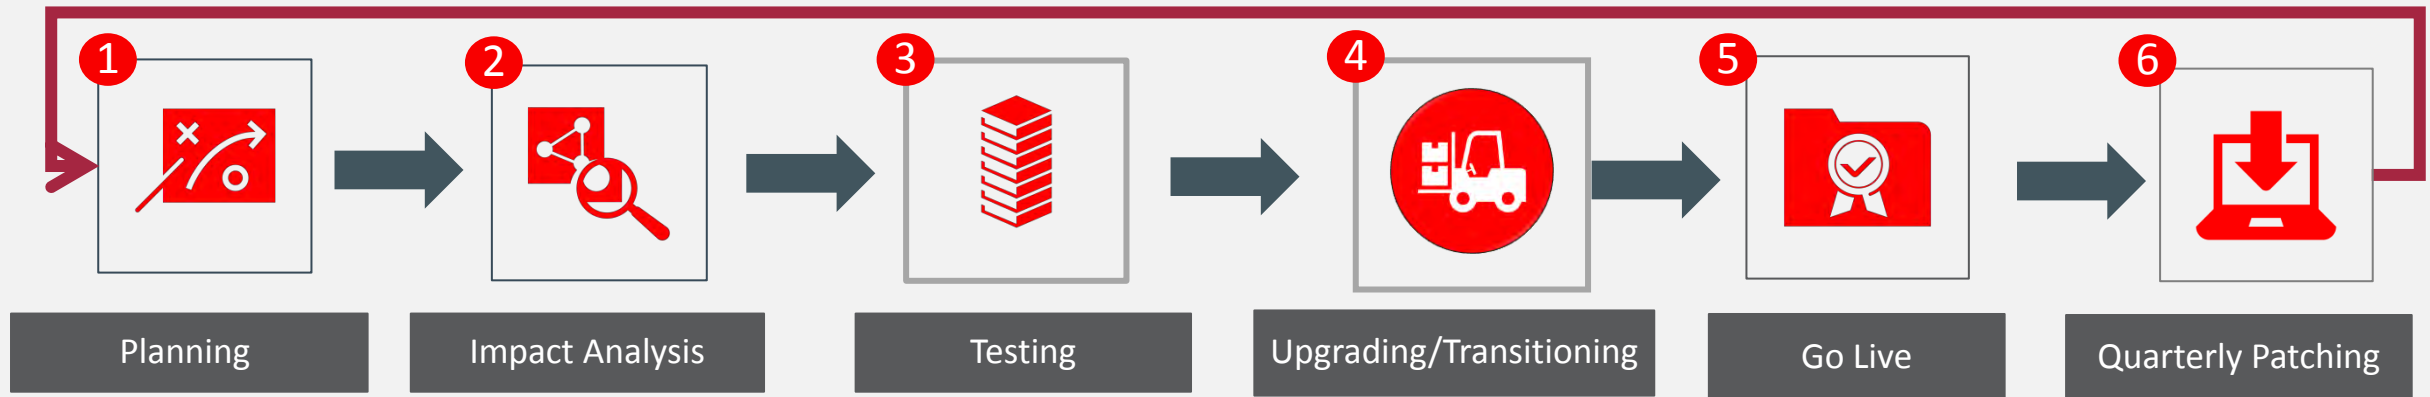 1
2
3
4
5
6
Planning
Impact Analysis
Testing
Upgrading/Transitioning
Go Live
Quarterly Patching